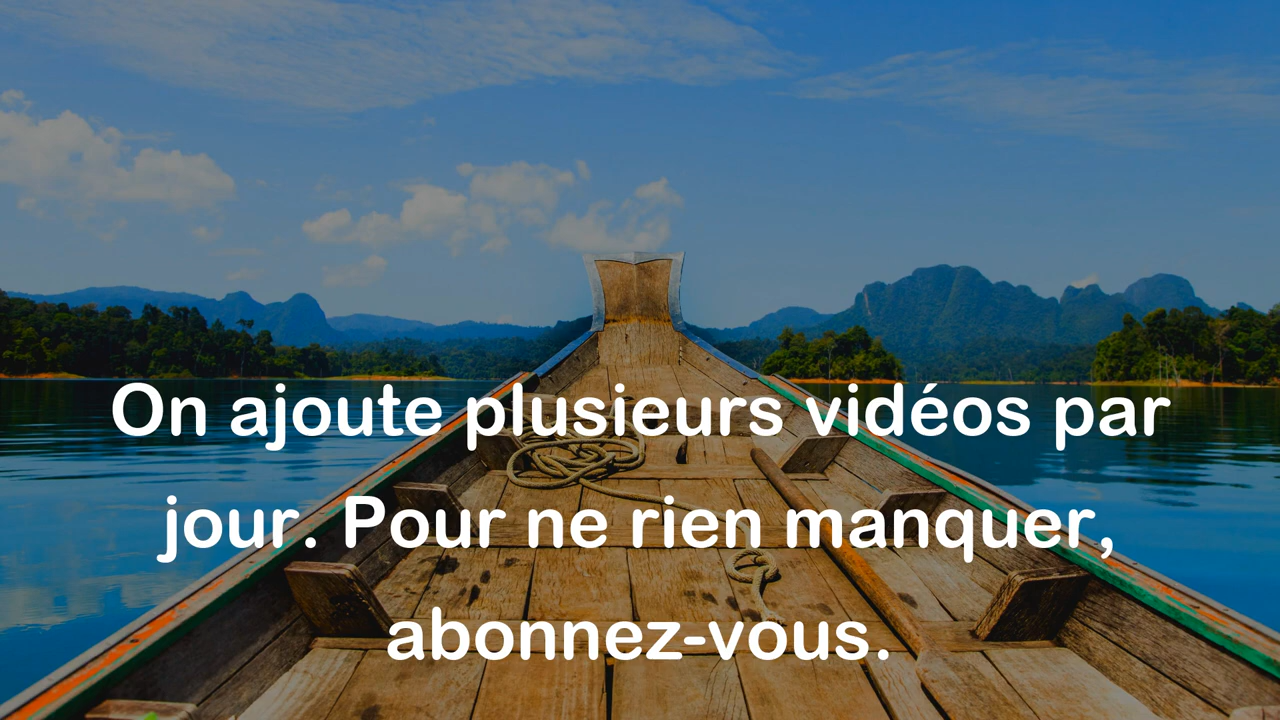 On ajoute plusieurs vidéos par
jour. Pour ne rien manquer,
abonnez-vous.